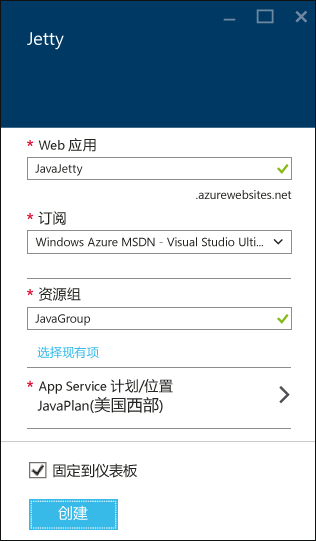 Jetty
* Web 应用
JavaJetty
.azurewebsites.net
* 订阅
Windows Azure MSDN - Visual Studio Ulti...
* 资源组
JavaGroup
选择现有项
* App Service 计划/位置
JavaPlan(美国西部)
固定到仪表板
创建